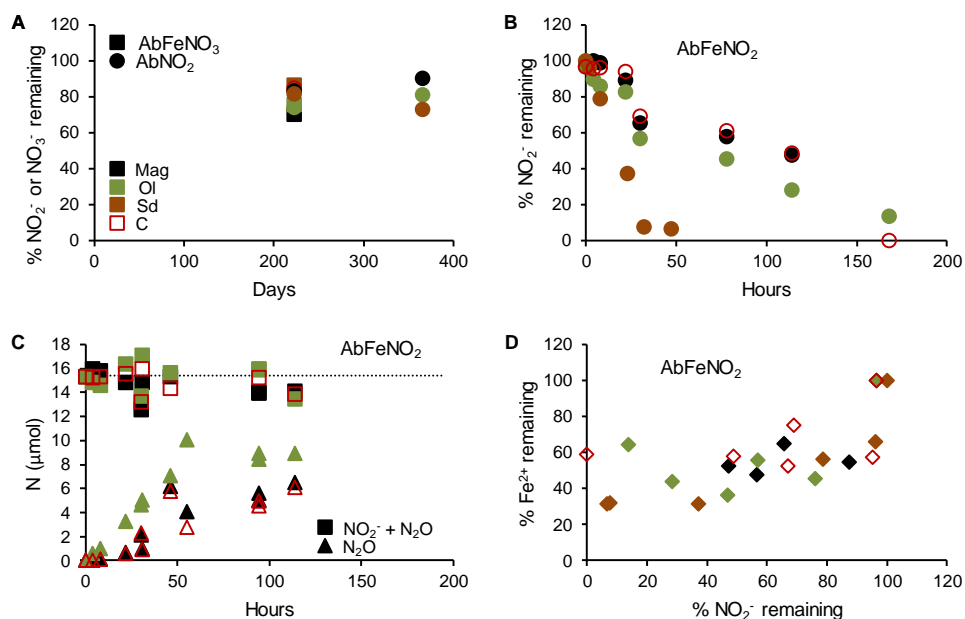 A
% NO₂⁻ or NO₃⁻ remaining
120
100
80
60
40
20
0
AbFeNO₃
AbNO₂
Mag
Ol
Sd
C
0 100 200 300 400
Days
B
% NO₂⁻ remaining
120
100
80
60
40
20
0
AbFeNO₂
0 50 100 150 200
Hours
C
N (μmol)
18
16
14
12
10
8
6
4
2
0
AbFeNO₂
NO₂⁻ + N₂O
N₂O
0 50 100 150 200
Hours
D
% Fe²⁺ remaining
120
100
80
60
40
20
0
AbFeNO₂
0 20 40 60 80 100 120
% NO₂⁻ remaining